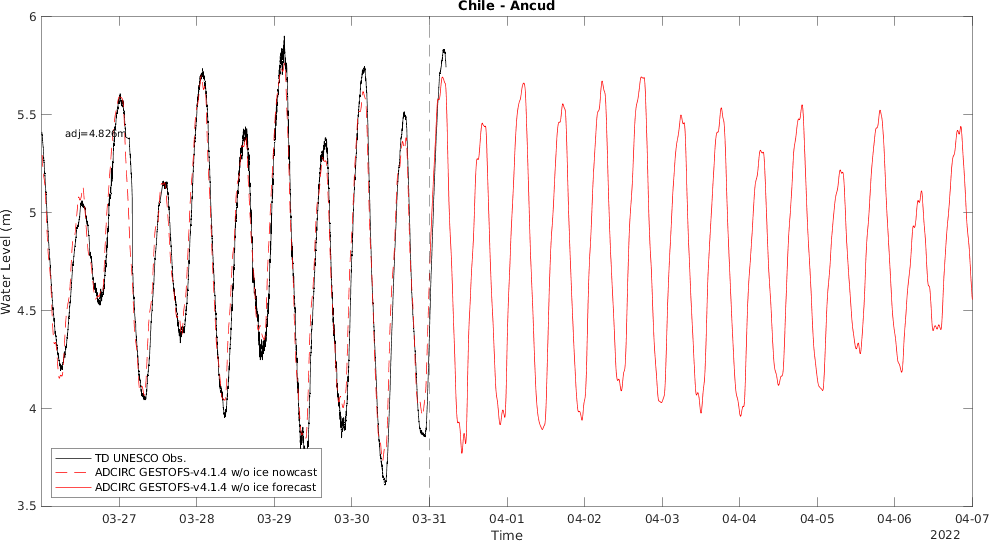 Chile - Ancud
6
5.5
5
4.5
4
3.5
Water Level (m)
adj=4.826m
TD UNESCO Obs.
ADCIRC GESTOFS-v4.1.4 w/o ice nowcast
ADCIRC GESTOFS-v4.1.4 w/o ice forecast
03-27 03-28 03-29 03-30 03-31 04-01 04-02 04-03 04-04 04-05 04-06 04-07
Time
2022